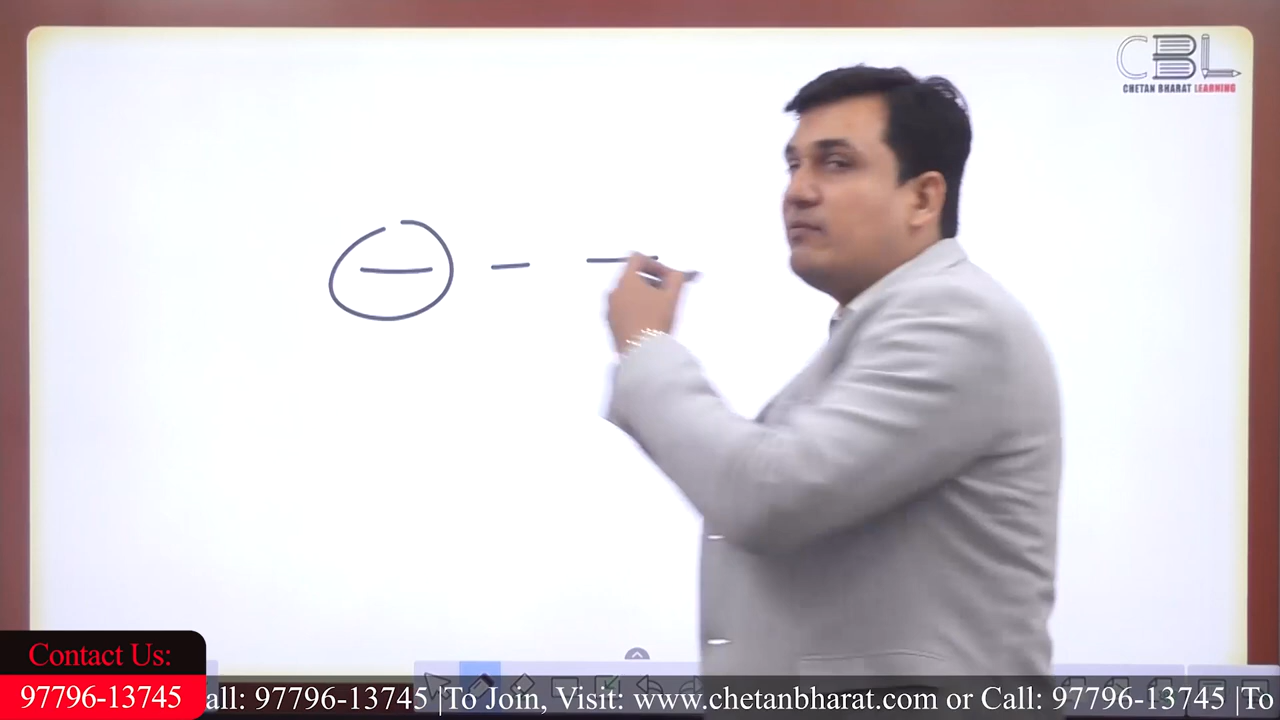 CBL
CHETAN BHARAT LEARNING
Contact Us:
97796-13745
all: 97796-13745 |To Join, Visit: www.chetanbharat.com or Call: 97796-13745 |To